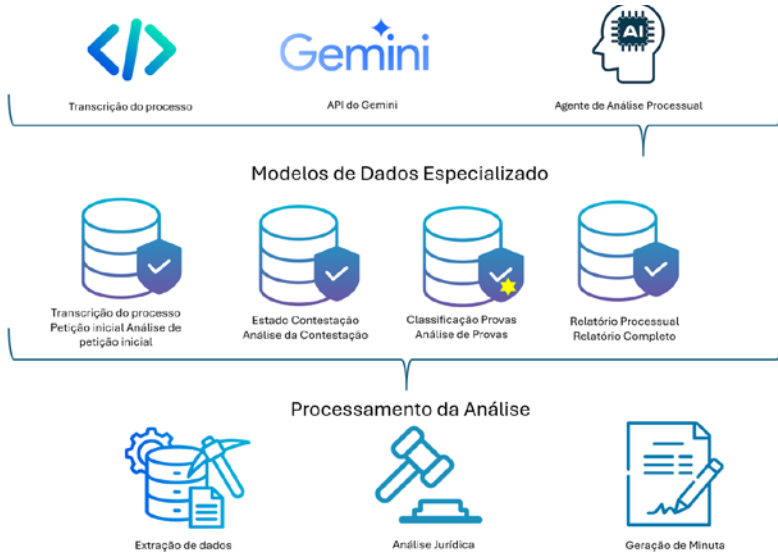 Gemini
AI
Transcrição do processo
API do Gemini
Agente de Análise Processual
Modelos de Dados Especializado
Transcrição do processo
Petição inicial Análise de
petição inicial
Estado Contestação
Análise da Contestação
Classificação Provas
Análise de Provas
Relatório Processual
Relatório Completo
Processamento da Análise
Extração de dados
Análise Jurídica
Geração de Minuta